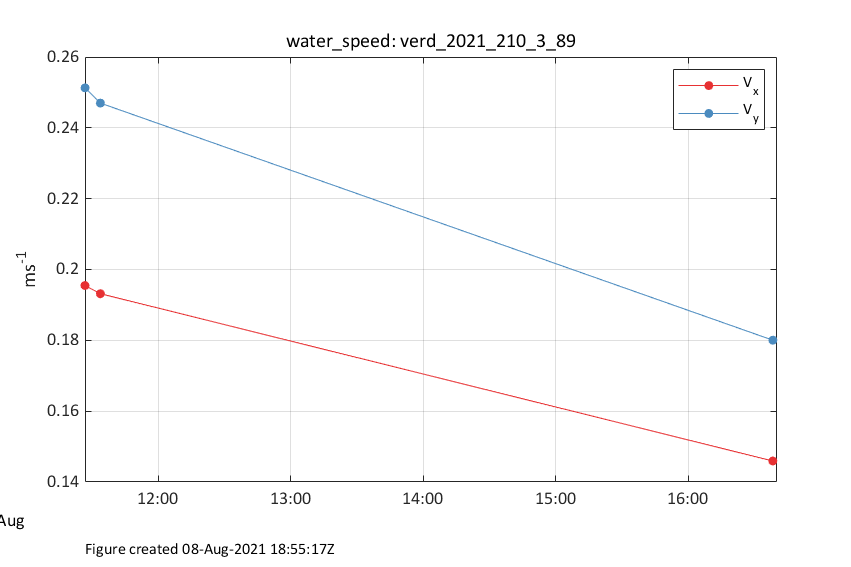 water_speed: verd_2021_210_3_89
0.26
0.24
0.22
0.2
0.18
0.16
0.14
ms-1
Vx
Vy
12:00
13:00
14:00
15:00
16:00
Aug
Figure created 08-Aug-2021 18:55:17Z